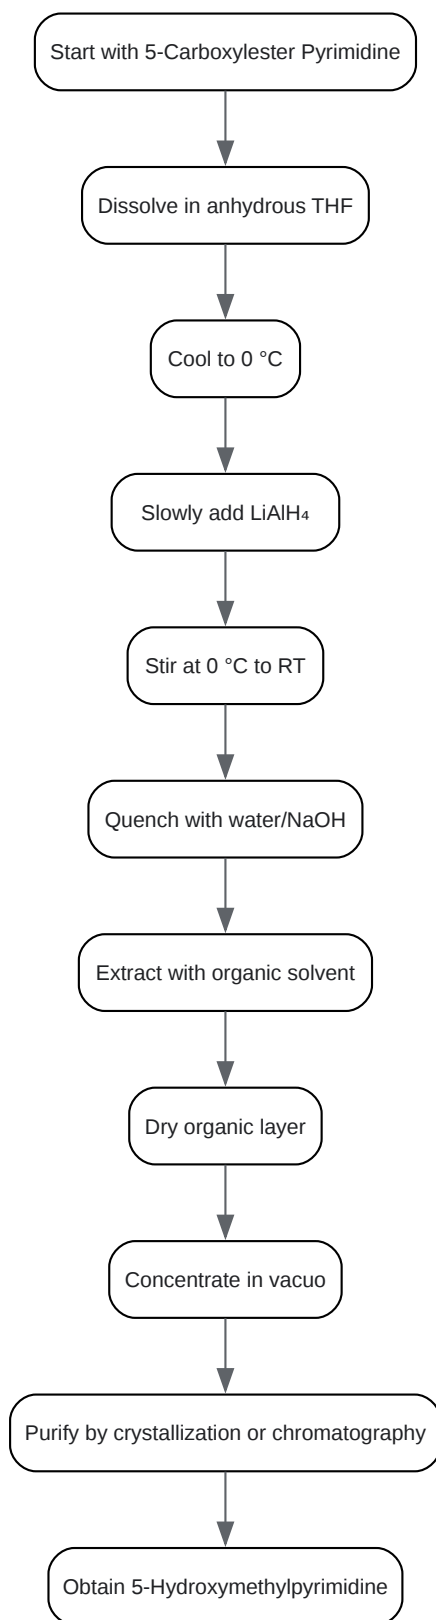 Start with 5-Carboxylester Pyrimidine
Dissolve in anhydrous THF
Cool to 0 °C
Slowly add LiAlH₄
Stir at 0 °C to RT
Quench with water/NaOH
Extract with organic solvent
Dry organic layer
Concentrate in vacuo
Purify by crystallization or chromatography
Obtain 5-Hydroxymethylpyrimidine